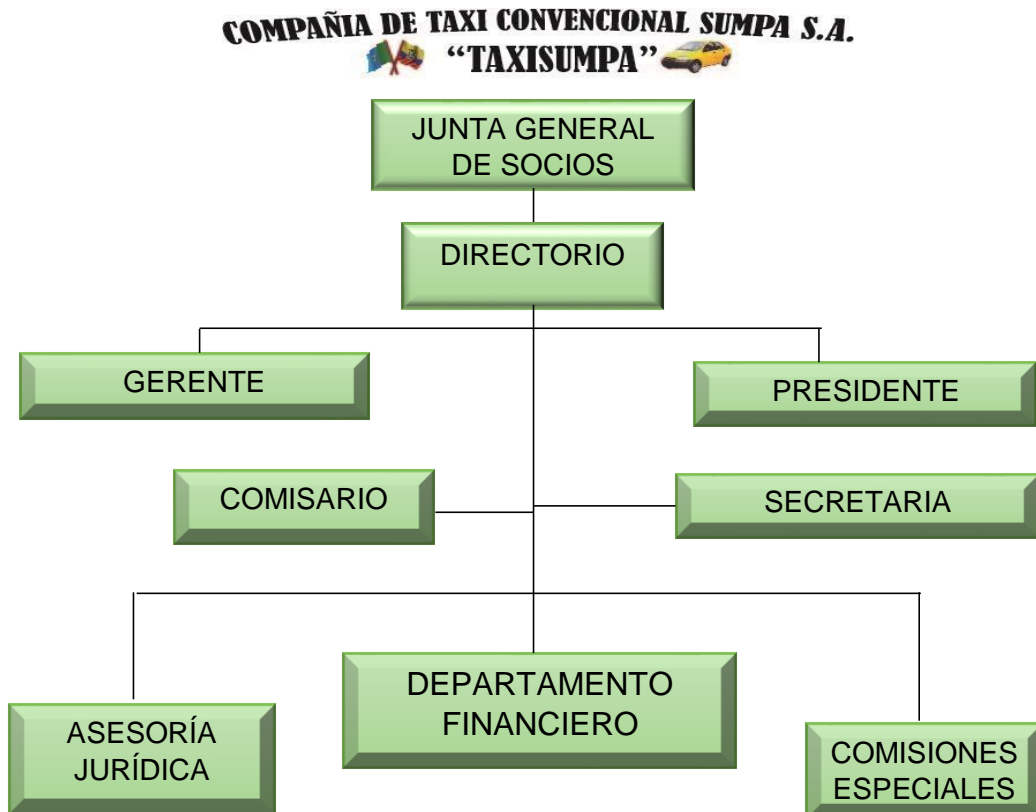 COMPAÑIA DE TAXI CONVENCIONAL SUMPA S.A.
“TAXISUMPA”
JUNTA GENERAL
DE SOCIOS
DIRECTORIO
GERENTE
PRESIDENTE
COMISARIO
SECRETARIA
ASESORÍA
JURÍDICA
DEPARTAMENTO
FINANCIERO
COMISIONES
ESPECIALES